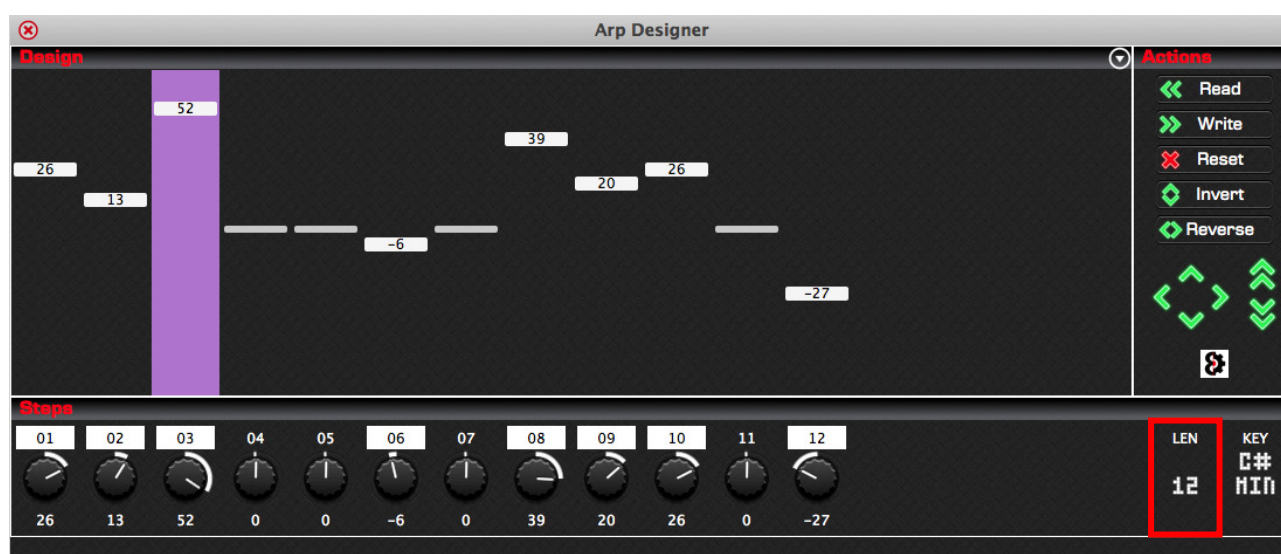 Arp Designer
Design
Actions
52
39
26
20
26
13
-6
-27
Read
Write
Reset
Invert
Reverse
Steps
01 02 03 04 05 06 07 08 09 10 11 12
26 13 52 0 0 -6 0 39 20 26 0 -27
LEN
12
KEY
C#
MIN